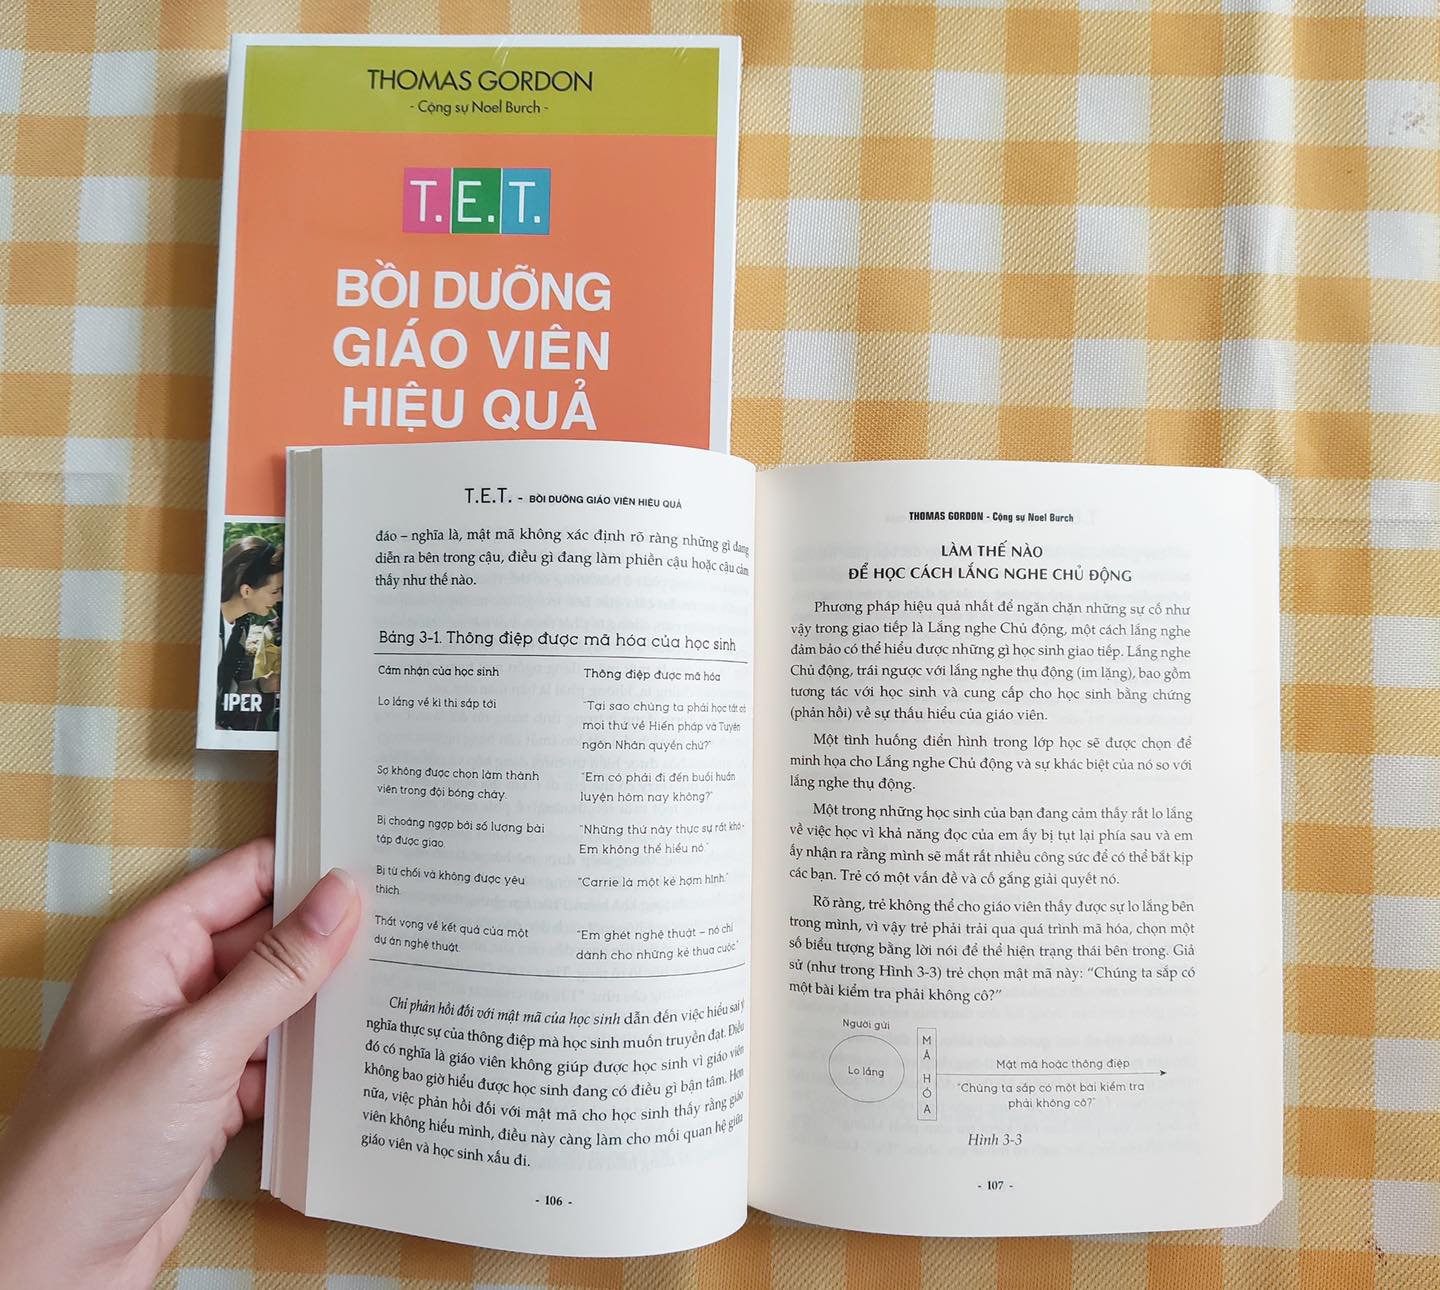 THOMAS GORDON
- Cộng sự Noel Burch -
T.E.T.
BỒI DƯỠNG
GIÁO VIÊN
HIỆU QUẢ
IPER
T.E.T. - BỒI DƯỠNG GIÁO VIÊN HIỆU QUẢ
đáo – nghĩa là, mật mã không xác định rõ ràng những gì đang
diễn ra bên trong cậu, điều gì đang làm phiền cậu hoặc cậu cảm
thấy như thế nào.
Bảng 3-1. Thông điệp được mã hóa của học sinh
Cảm nhận của học sinh
Thông điệp được mã hóa
Lo lắng về kì thi sắp tới
“Tại sao chúng ta phải học tất cả
mọi thứ về Hiến pháp và Tuyên
ngôn Nhân quyền chứ?”
Sợ không được chọn làm thành
viên trong đội bóng chày.
“Em có phải đi đến buổi huấn
luyện hôm nay không?”
Bị choáng ngợp bởi số lượng bài
tập được giao.
“Những thứ này thực sự rất khó -
Em không thể hiểu nó.”
Bị từ chối và không được yêu
thích.
“Carrie là một kẻ hợm hĩnh.”
Thất vọng về kết quả của một
dự án nghệ thuật.
“Em ghét nghệ thuật – nó chỉ
dành cho những kẻ thua cuộc”
Chỉ phản hồi đối với mật mã của học sinh dẫn đến việc hiểu sai ý
nghĩa thực sự của thông điệp mà học sinh muốn truyền đạt. Điều
đó có nghĩa là giáo viên không giúp được học sinh vì giáo viên
không bao giờ hiểu được học sinh đang có điều gì bận tâm. Hơn
nữa, việc phản hồi đối với mật mã cho học sinh thấy rằng giáo
viên không hiểu mình, điều này càng làm cho mối quan hệ giữa
giáo viên và học sinh xấu đi.
- 106 -
THOMAS GORDON - Cộng sự Noel Burch
LÀM THẾ NÀO
ĐỂ HỌC CÁCH LẮNG NGHE CHỦ ĐỘNG
Phương pháp hiệu quả nhất để ngăn chặn những sự cố như
vậy trong giao tiếp là Lắng nghe Chủ động, một cách lắng nghe
đảm bảo có thể hiểu được những gì học sinh giao tiếp. Lắng nghe
Chủ động, trái ngược với lắng nghe thụ động (im lặng), bao gồm
tương tác với học sinh và cung cấp cho học sinh bằng chứng
(phản hồi) về sự thấu hiểu của giáo viên.
Một tình huống điển hình trong lớp học sẽ được chọn để
minh họa cho Lắng nghe Chủ động và sự khác biệt của nó so với
lắng nghe thụ động.
Một trong những học sinh của bạn đang cảm thấy rất lo lắng
về việc học vì khả năng đọc của em ấy bị tụt lại phía sau và em
ấy nhận ra rằng mình sẽ mất rất nhiều công sức để có thể bắt kịp
các bạn. Trẻ có một vấn đề và cố gắng giải quyết nó.
Rõ ràng, trẻ không thể cho giáo viên thấy được sự lo lắng bên
trong mình, vì vậy trẻ phải trải qua quá trình mã hóa, chọn một
số biểu tượng bằng lời nói để thể hiện trạng thái bên trong. Giả
sử (như trong Hình 3-3) trẻ chọn mật mã này: “Chúng ta sắp có
một bài kiểm tra phải không cô?”
Người gửi
Lo lắng
MÃ HÓA
Mật mã hoặc thông điệp
“Chúng ta sắp có một bài kiểm tra
phải không cô?”
Hình 3-3
- 107 -